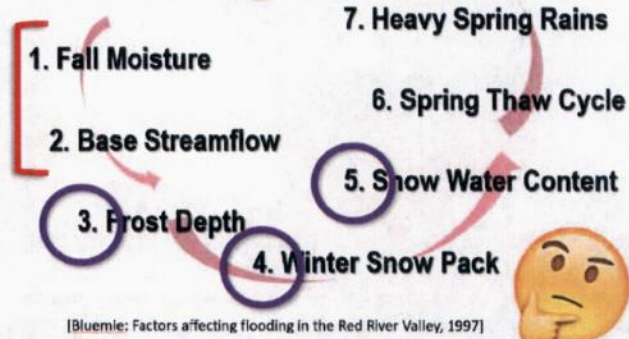 1. Fall Moisture
2. Base Streamflow
3. Frost Depth
4. Winter Snow Pack
5. Snow Water Content
6. Spring Thaw Cycle
7. Heavy Spring Rains
[Bluemle: Factors affecting flooding in the Red River Valley, 1997]